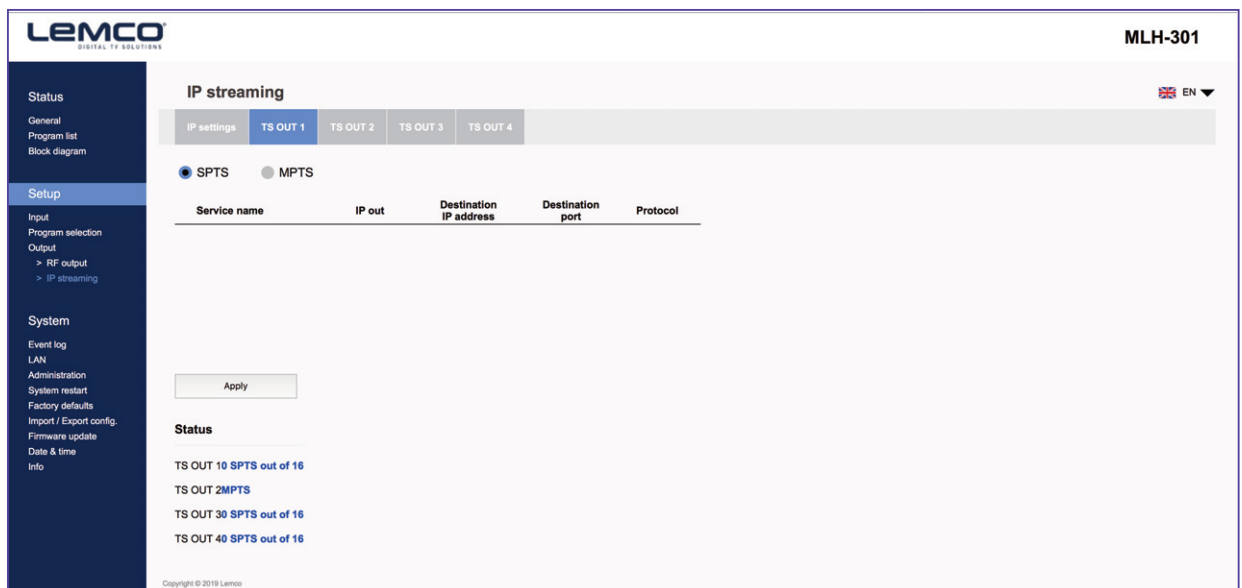 LEMCO
DIGITAL TV SOLUTIONS
MLH-301
Status
General
Program list
Block diagram
Setup
Input
Program selection
Output
> RF output
> IP streaming
System
Event log
LAN
Administration
System restart
Factory defaults
Import / Export config.
Firmware update
Date & time
Info
IP streaming
EN
IP settings TS OUT 1 TS OUT 2 TS OUT 3 TS OUT 4
SPTS MPTS
Service name IP out Destination IP address Destination port Protocol
Apply
Status
TS OUT 10 SPTS out of 16
TS OUT 2MPTS
TS OUT 30 SPTS out of 16
TS OUT 40 SPTS out of 16
Copyright © 2019 Lemco